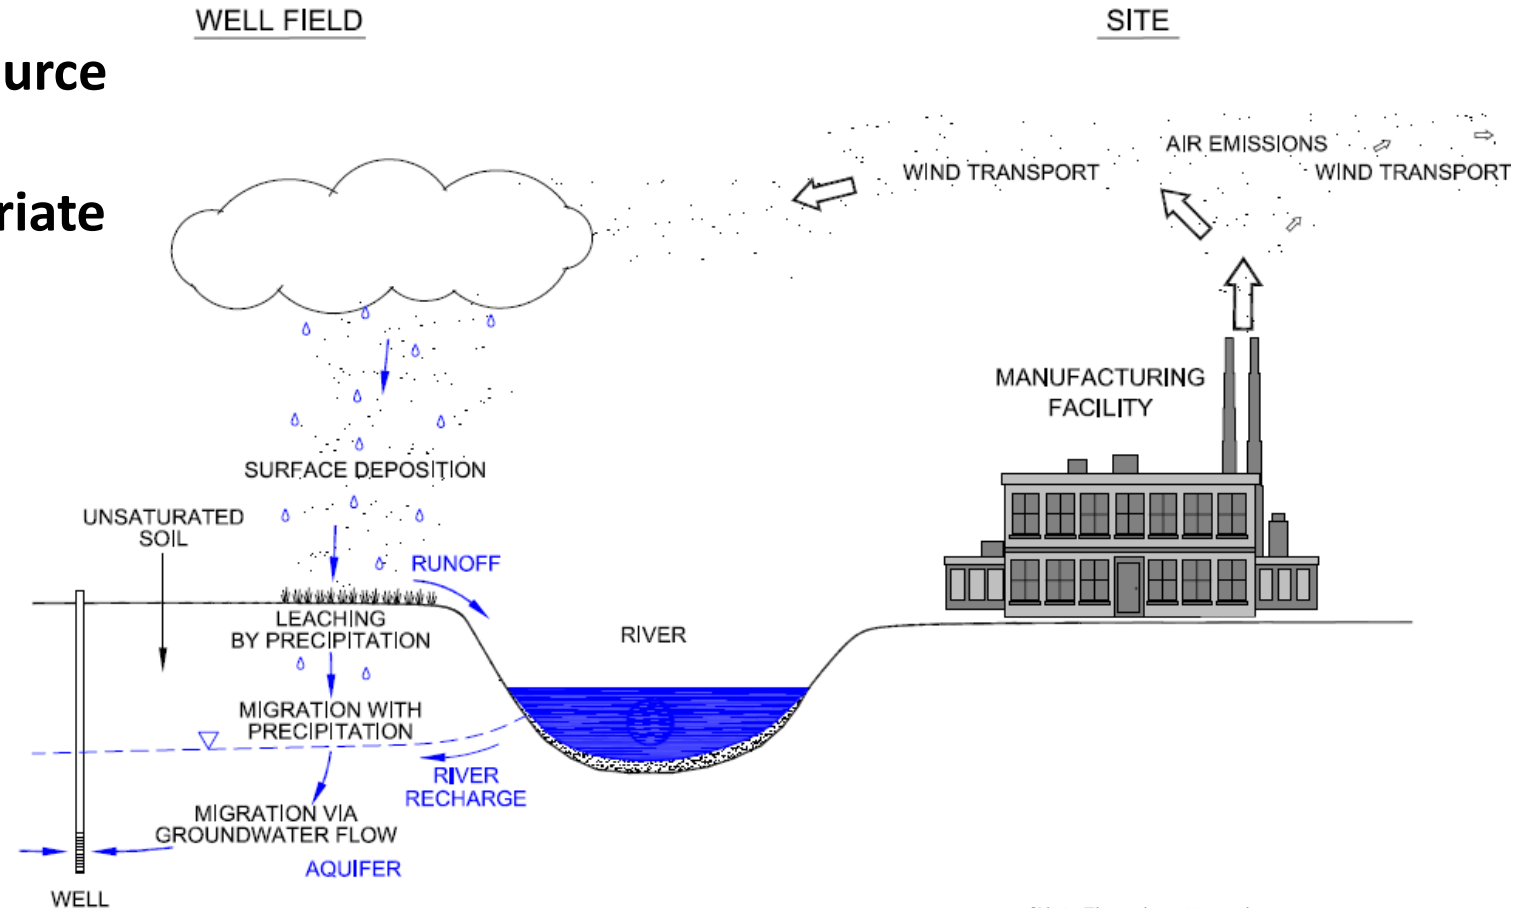 WELL FIELD
SITE
urce
riate
AIR EMISSIONS
WIND TRANSPORT
WIND TRANSPORT
MANUFACTURING
FACILITY
SURFACE DEPOSITION
UNSATURATED
SOIL
RUNOFF
LEACHING
BY PRECIPITATION
RIVER
MIGRATION WITH
PRECIPITATION
RIVER
RECHARGE
MIGRATION VIA
GROUNDWATER FLOW
AQUIFER
WELL